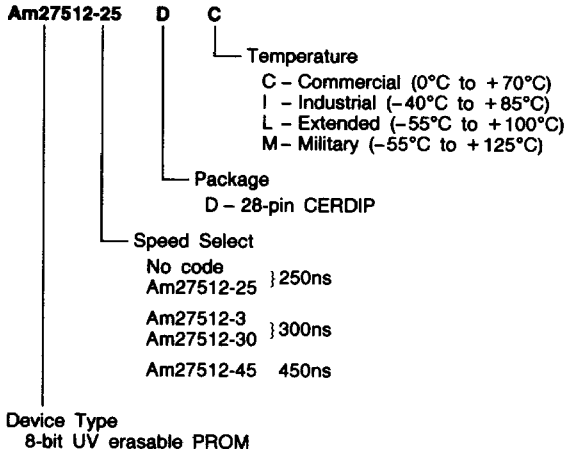 Am27512-25 D C
Temperature
C – Commercial (0°C to +70°C)
I – Industrial (–40°C to +85°C)
L – Extended (–55°C to +100°C)
M – Military (–55°C to +125°C)
Package
D – 28-pin CERDIP
Speed Select
No code
Am27512-25 } 250ns
Am27512-3
Am27512-30 } 300ns
Am27512-45 450ns
Device Type
8-bit UV erasable PROM